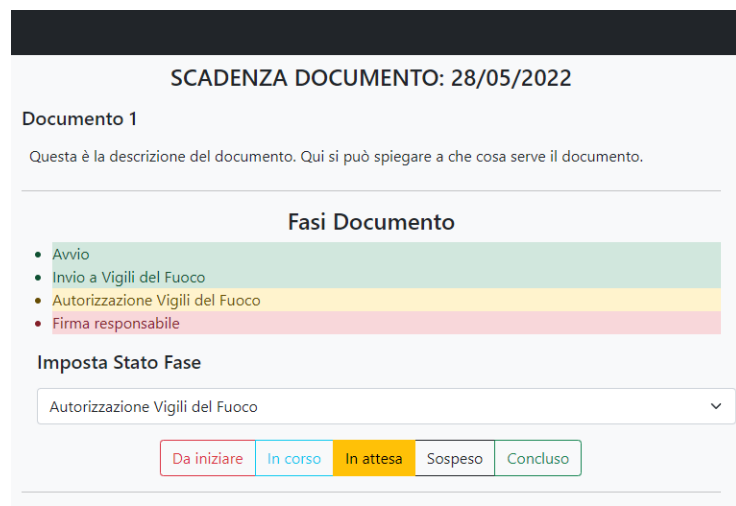 SCADENZA DOCUMENTO: 28/05/2022
Documento 1
Questa è la descrizione del documento. Qui si può spiegare a che cosa serve il documento.
Fasi Documento
Avvio
Invio a Vigili del Fuoco
Autorizzazione Vigili del Fuoco
Firma responsabile
Imposta Stato Fase
Autorizzazione Vigili del Fuoco
Da iniziare In corso In attesa Sospeso Concluso